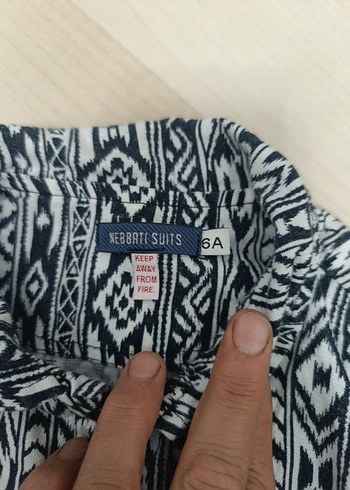 NEBBATI SUITS
6A
KEEP
AWAY
FROM
FIRE